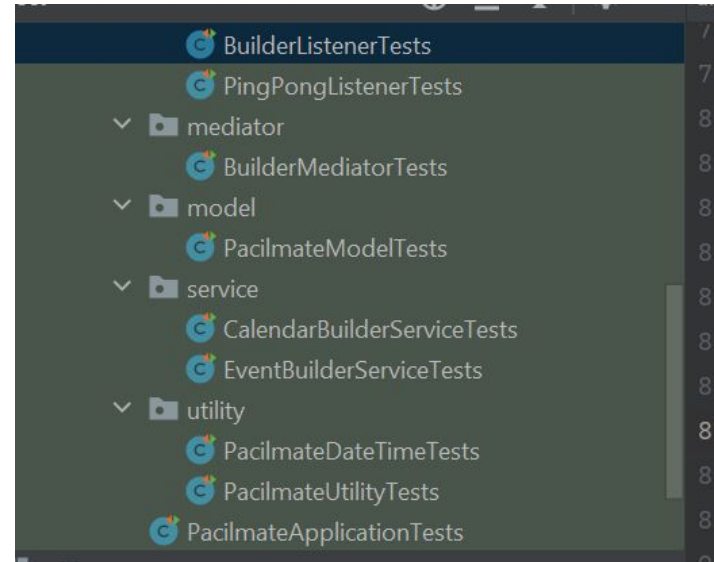 BuilderListenerTests
PingPongListenerTests
mediator
BuilderMediatorTests
model
PacilmateModelTests
service
CalendarBuilderServiceTests
EventBuilderServiceTests
utility
PacilmateDateTimeTests
PacilmateUtilityTests
PacilmateApplicationTests